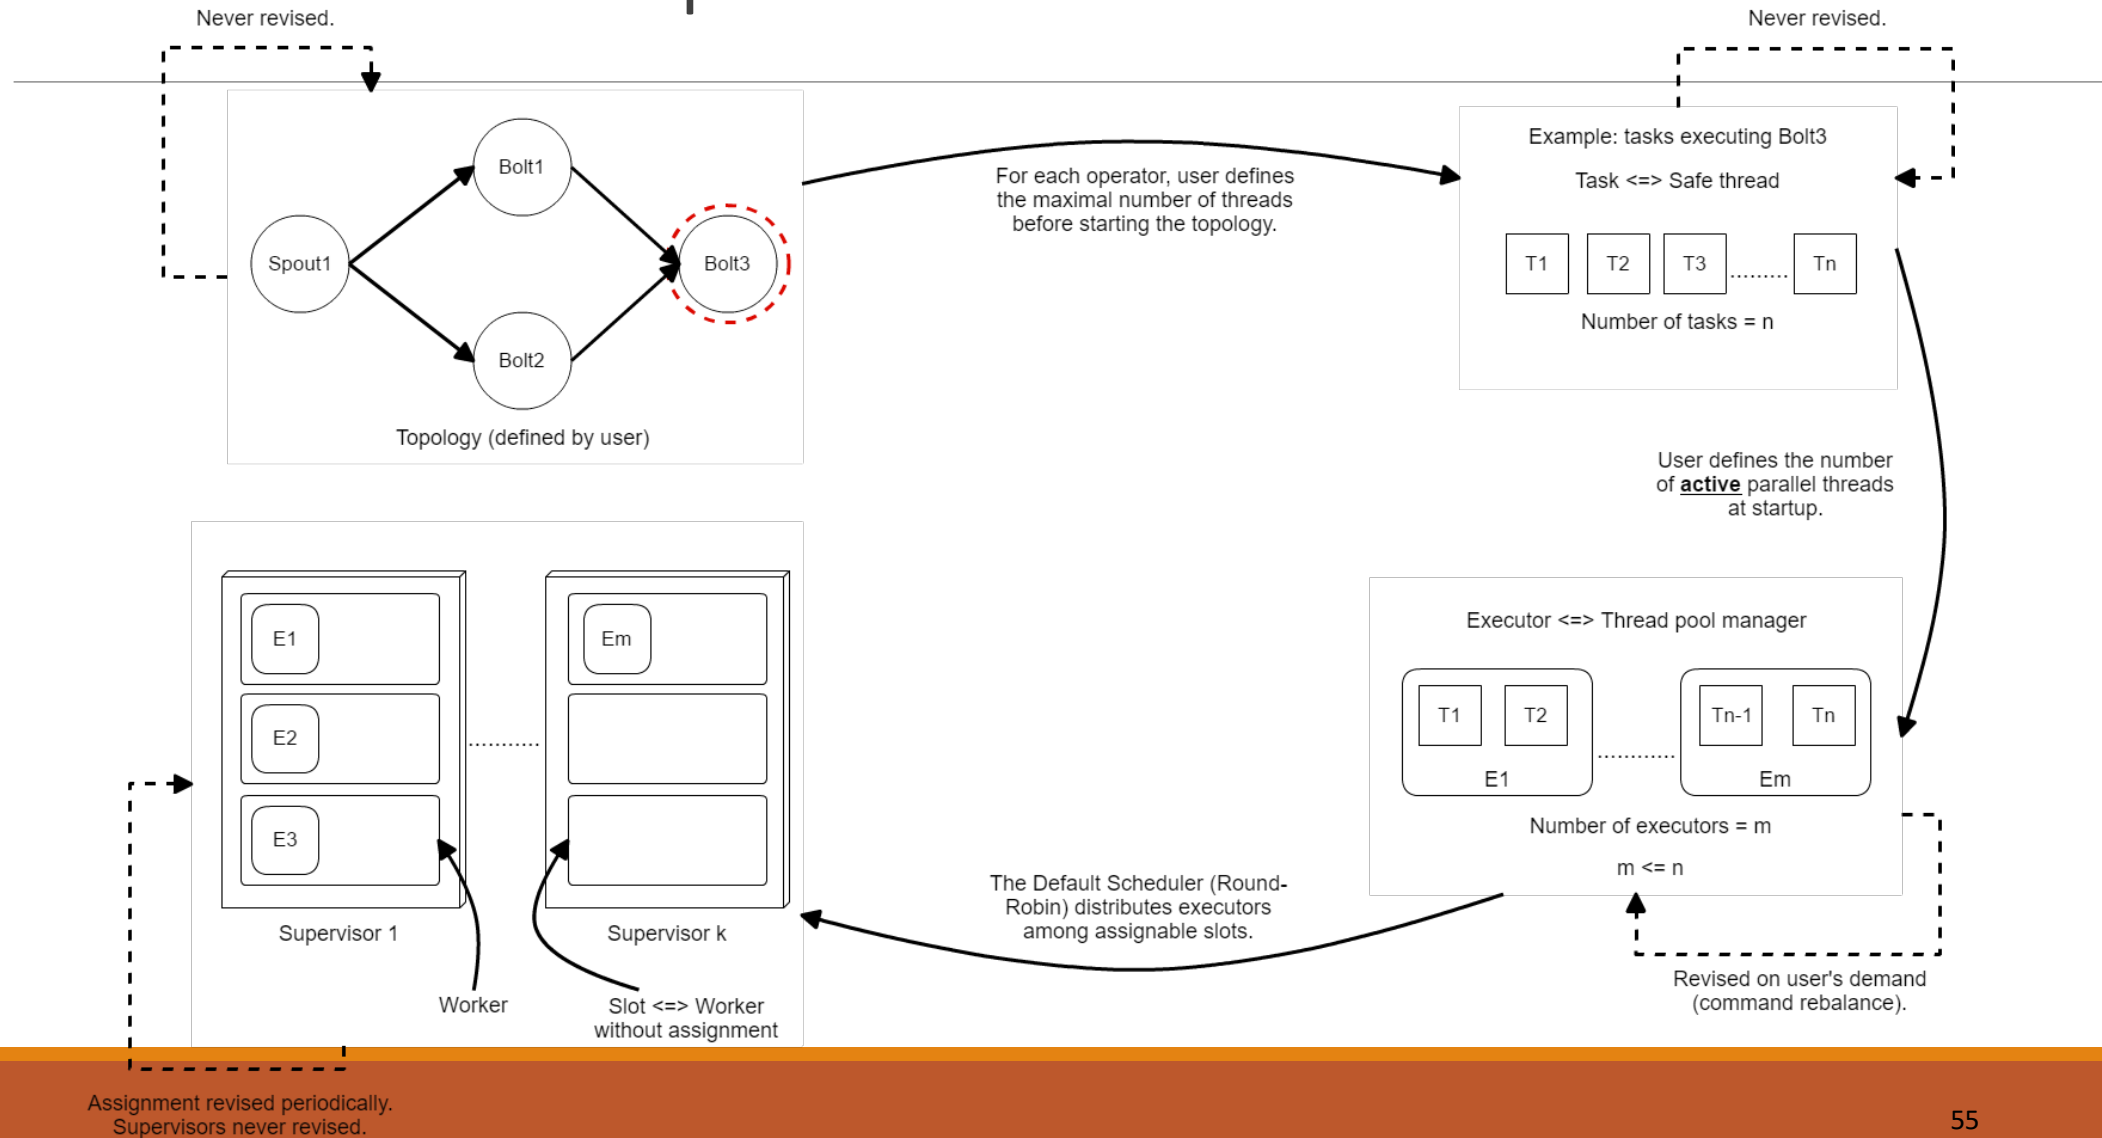 Never revised.
Never revised.
Spout1
Bolt1
Bolt2
Bolt3
Topology (defined by user)
For each operator, user defines
the maximal number of threads
before starting the topology.
Example: tasks executing Bolt3
Task <=> Safe thread
T1 T2 T3 ......... Tn
Number of tasks = n
User defines the number
of active parallel threads
at startup.
Executor <=> Thread pool manager
T1 T2 Tn-1 Tn
E1 ............ Em
Number of executors = m
m <= n
Revised on user's demand
(command rebalance).
The Default Scheduler (Round-
Robin) distributes executors
among assignable slots.
E1
E2
E3
...........
Em
Supervisor 1
Supervisor k
Worker
Slot <=> Worker
without assignment
Assignment revised periodically.
Supervisors never revised.
55